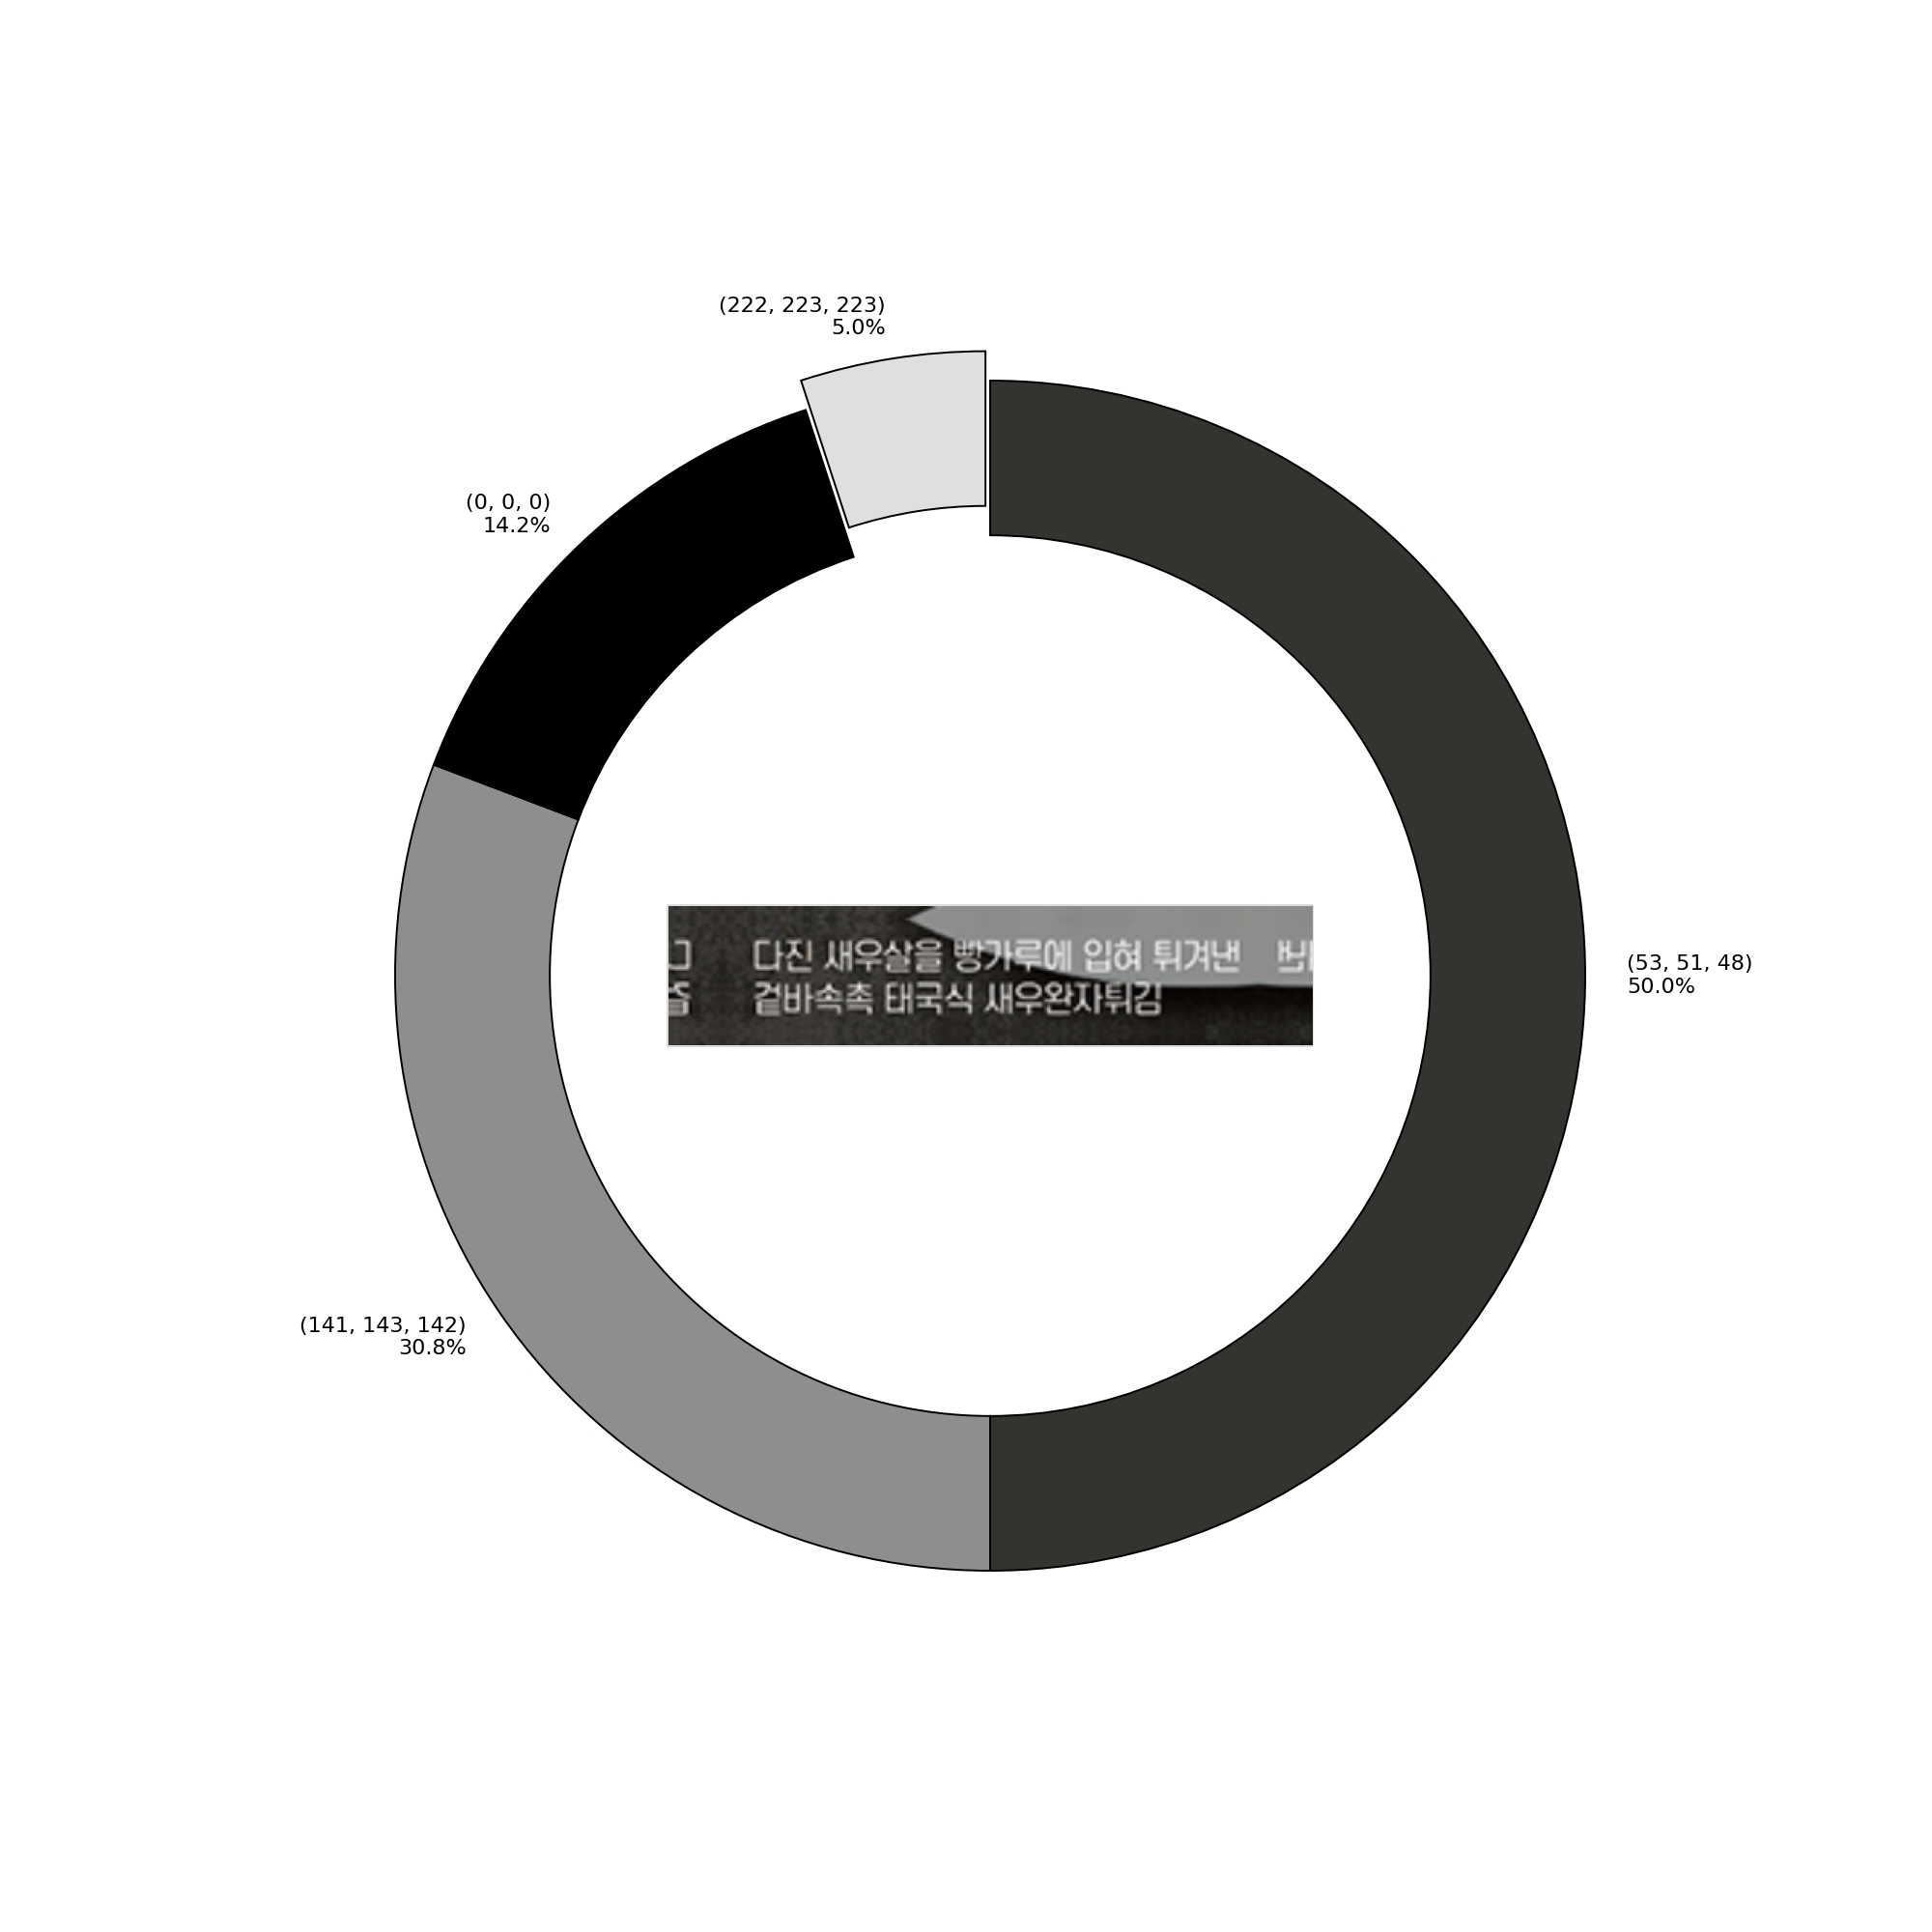 (222, 223, 223)
5.0%
(0, 0, 0)
14.2%
다진 새우살을 빵가루에 입혀 튀겨낸
겉바속촉 태국식 새우완자튀김
(53, 51, 48)
50.0%
(141, 143, 142)
30.8%